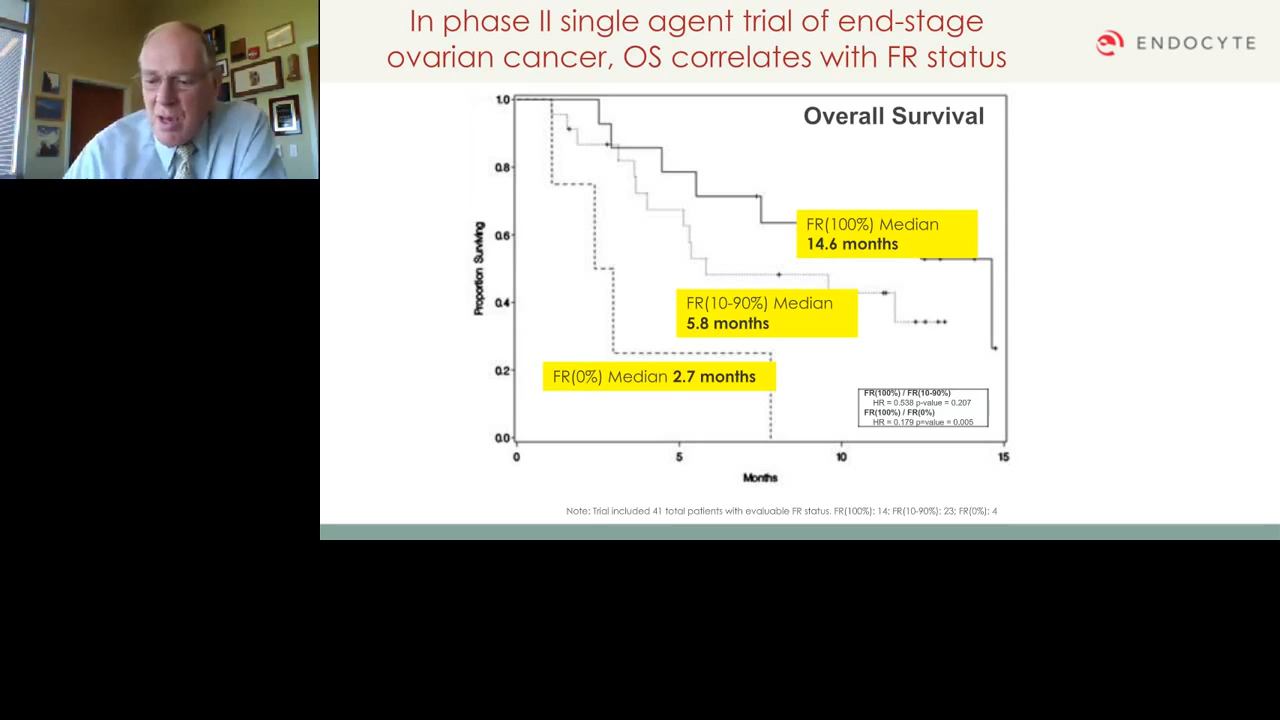 In phase II single agent trial of end-stage
ovarian cancer, OS correlates with FR status
ENDOCYTE
Overall Survival
1.0
0.8
0.6
0.4
0.2
0.0
Proportion Surviving
FR(100%) Median
14.6 months
FR(10-90%) Median
5.8 months
FR(0%) Median 2.7 months
FR(100%) / FR(10-90%)
HR = 0.538 p-value = 0.207
FR(100%) / FR(0%)
HR = 0.179 p=value = 0.005
0 5 10 15
Months
Note: Trial included 41 total patients with evaluable FR status. FR(100%): 14; FR(10-90%): 23; FR(0%): 4